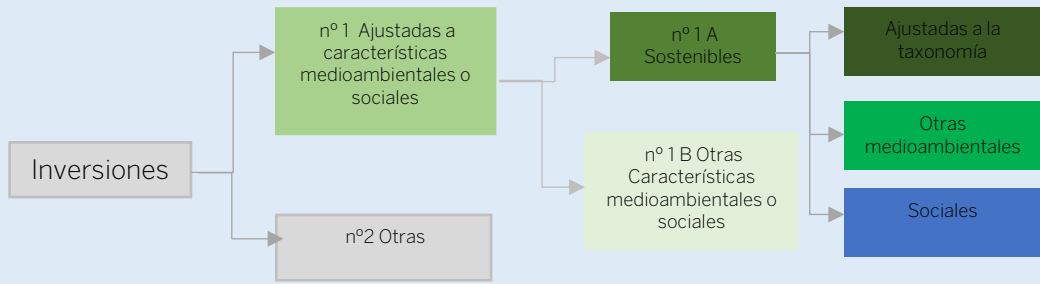 Inversiones
nº 1 Ajustadas a
características
medioambientales o
sociales
nº2 Otras
nº 1 A
Sostenibles
nº 1 B Otras
Características
medioambientales o
sociales
Ajustadas a la
taxonomía
Otras
medioambientales
Sociales